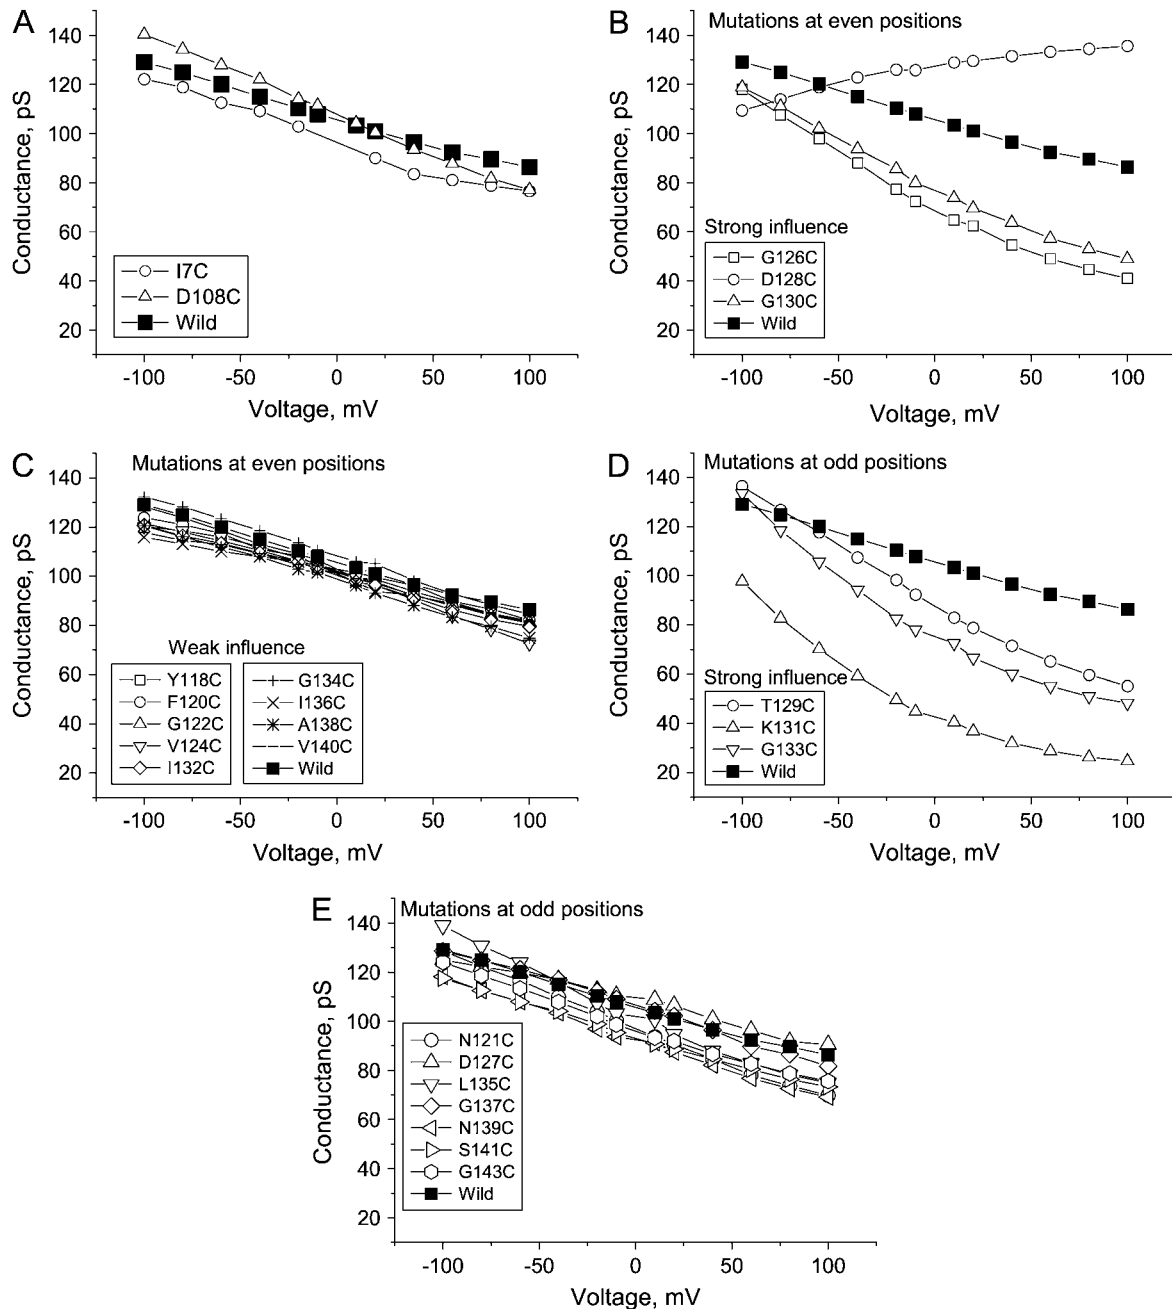 A
140
120
100
80
60
40
20
Conductance, pS
I7C
D108C
Wild
-100
-50
0
50
100
Voltage, mV
B
Mutations at even positions
140
120
100
80
60
40
20
Conductance, pS
Strong influence
G126C
D128C
G130C
Wild
-100
-50
0
50
100
Voltage, mV
C
Mutations at even positions
140
120
100
80
60
40
20
Conductance, pS
Weak influence
Y118C
F120C
G122C
V124C
I132C
G134C
I136C
A138C
V140C
Wild
-100
-50
0
50
100
Voltage, mV
D
Mutations at odd positions
140
120
100
80
60
40
20
Conductance, pS
Strong influence
T129C
K131C
G133C
Wild
-100
-50
0
50
100
Voltage, mV
E
Mutations at odd positions
140
120
100
80
60
40
20
Conductance, pS
N121C
D127C
L135C
G137C
N139C
S141C
G143C
Wild
-100
-50
0
50
100
Voltage, mV